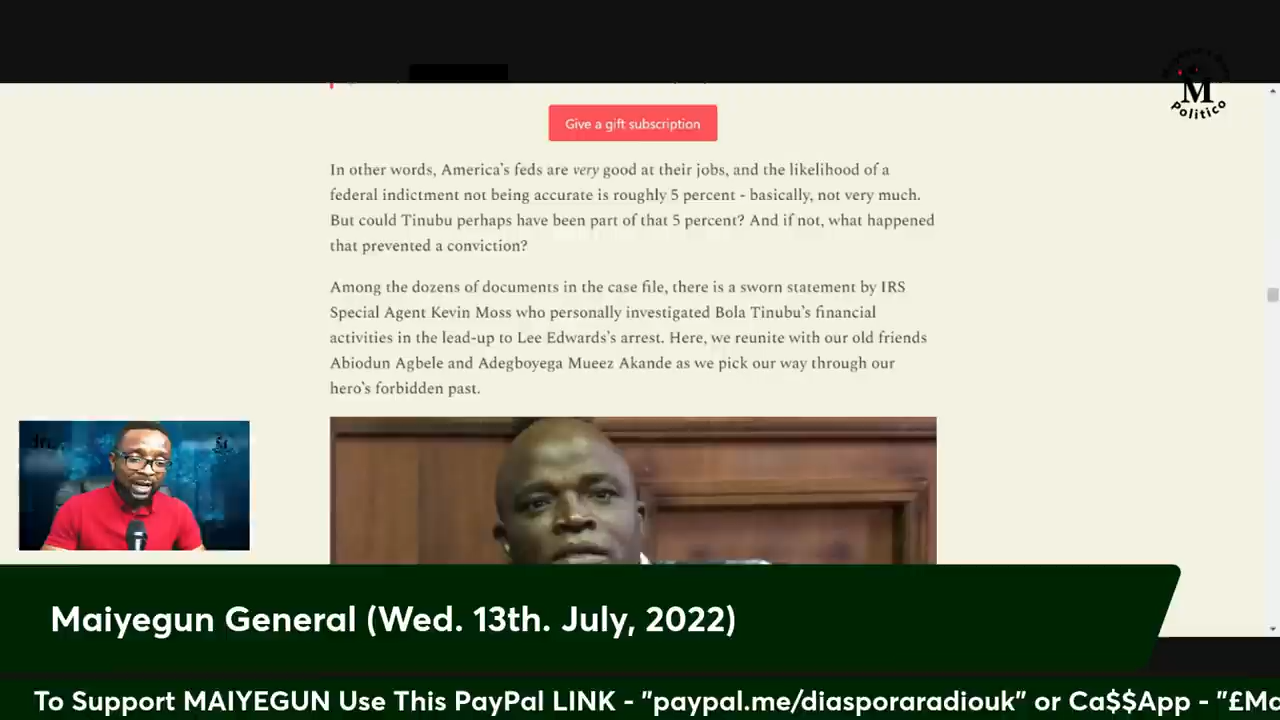 M
Politico
Give a gift subscription
In other words, America's feds are very good at their jobs, and the likelihood of a
federal indictment not being accurate is roughly 5 percent - basically, not very much.
But could Tinubu perhaps have been part of that 5 percent? And if not, what happened
that prevented a conviction?
Among the dozens of documents in the case file, there is a sworn statement by IRS
Special Agent Kevin Moss who personally investigated Bola Tinubu's financial
activities in the lead-up to Lee Edwards's arrest. Here, we reunite with our old friends
Abiodun Agbele and Adegboyega Mueez Akande as we pick our way through our
hero's forbidden past.
Maiyegun General (Wed. 13th. July, 2022)
To Support MAIYEGUN Use This PayPal LINK - "paypal.me/diasporaradiouk" or Ca$$App - "£Ma